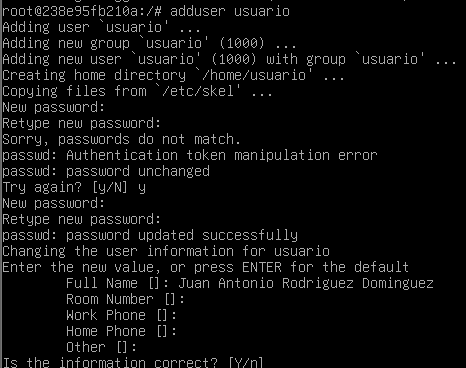 root@238e95fb210a:/# adduser usuario
Adding user `usuario' ...
Adding new group `usuario' (1000) ...
Adding new user `usuario' (1000) with group `usuario' ...
Creating home directory `/home/usuario' ...
Copying files from `/etc/skel' ...
New password:
Retype new password:
Sorry, passwords do not match.
passwd: Authentication token manipulation error
passwd: password unchanged
Try again? [y/N] y
New password:
Retype new password:
passwd: password updated successfully
Changing the user information for usuario
Enter the new value, or press ENTER for the default
Full Name []: Juan Antonio Rodriguez Dominguez
Room Number []:
Work Phone []:
Home Phone []:
Other []:
Is the information correct? [Y/n]